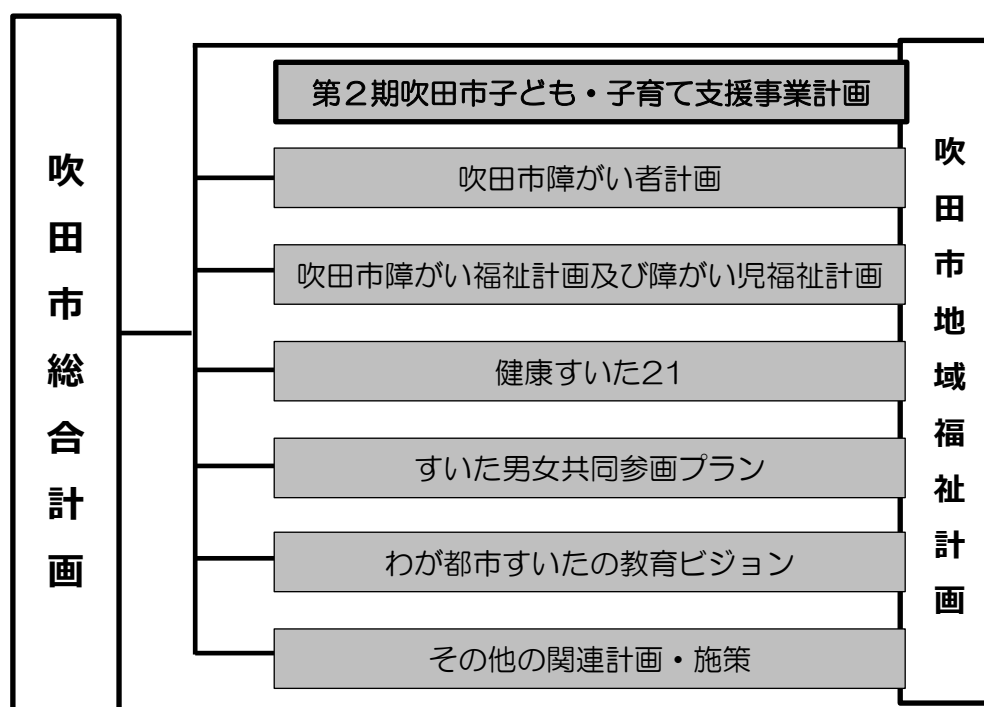 吹田市総合計画
第2期吹田市子ども・子育て支援事業計画
吹田市障がい者計画
吹田市障がい福祉計画及び障がい児福祉計画
健康すいた21
すいた男女共同参画プラン
わが都市すいたの教育ビジョン
その他の関連計画・施策
吹田市地域福祉計画